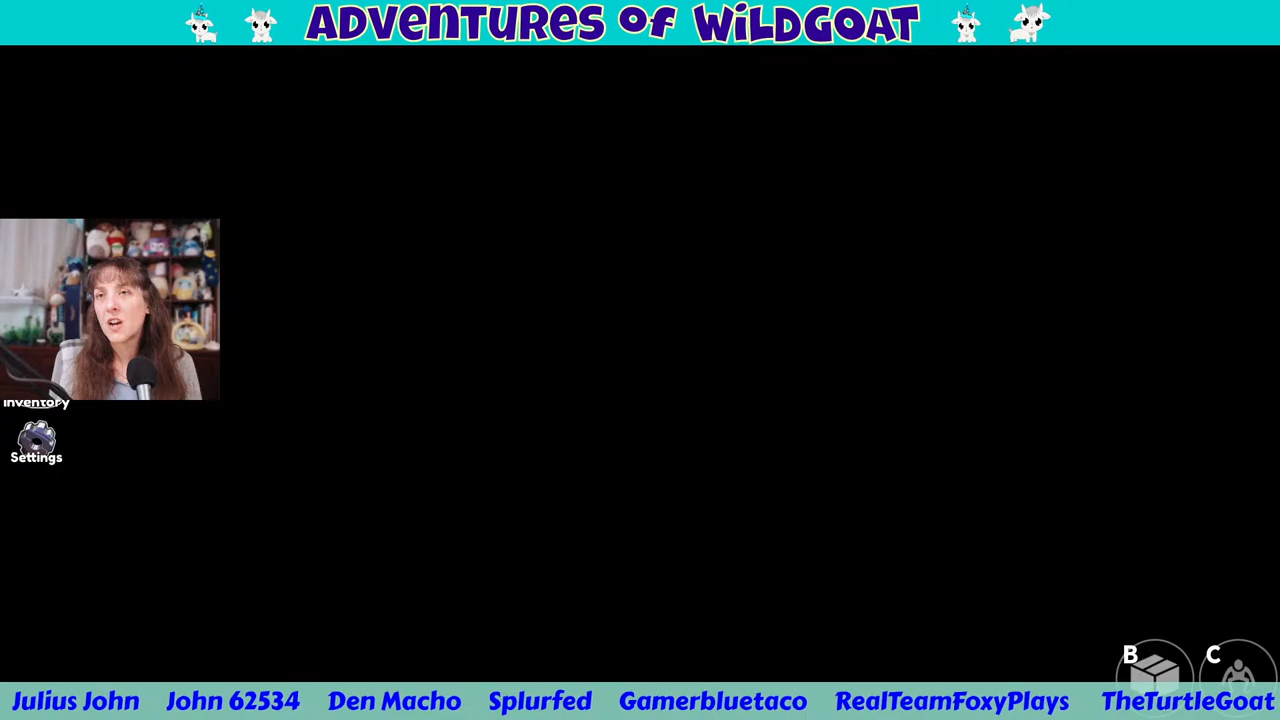 ADVENTURES OF WILDGOAT
Inventory
Settings
B C
Julius John John 62534 Den Macho Splurfed Gamerbluetaco RealTeamFoxyPlays TheTurtleGoat